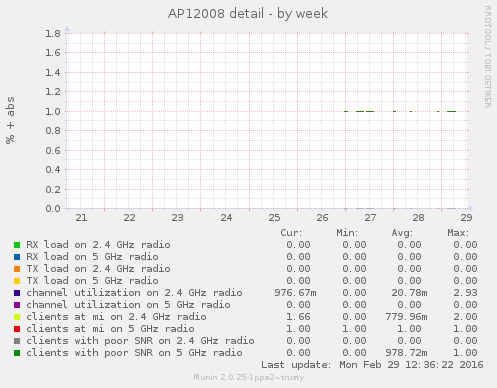 AP12008 detail - by week
RRDTOOL / TOBI OETIKER
% + abs
1.8
1.6
1.4
1.2
1.0
0.8
0.6
0.4
0.2
0.0
21 22 23 24 25 26 27 28 29
Cur: Min: Avg: Max:
RX load on 2.4 GHz radio 0.00 0.00 0.00 0.00
RX load on 5 GHz radio 0.00 0.00 0.00 0.00
TX load on 2.4 GHz radio 0.00 0.00 0.00 0.00
TX load on 5 GHz radio 0.00 0.00 0.00 0.00
channel utilization on 2.4 GHz radio 976.67m 0.00 20.78m 2.93
channel utilization on 5 GHz radio 0.00 0.00 0.00 0.00
clients at mi on 2.4 GHz radio 1.66 0.00 779.96m 2.00
clients at mi on 5 GHz radio 1.00 1.00 1.00 1.00
clients with poor SNR on 2.4 GHz radio 0.00 0.00 0.00 0.00
clients with poor SNR on 5 GHz radio 0.00 0.00 978.72m 1.00
Last update: Mon Feb 29 12:36:22 2016
Munin 2.0.25-1ppa2~trusty